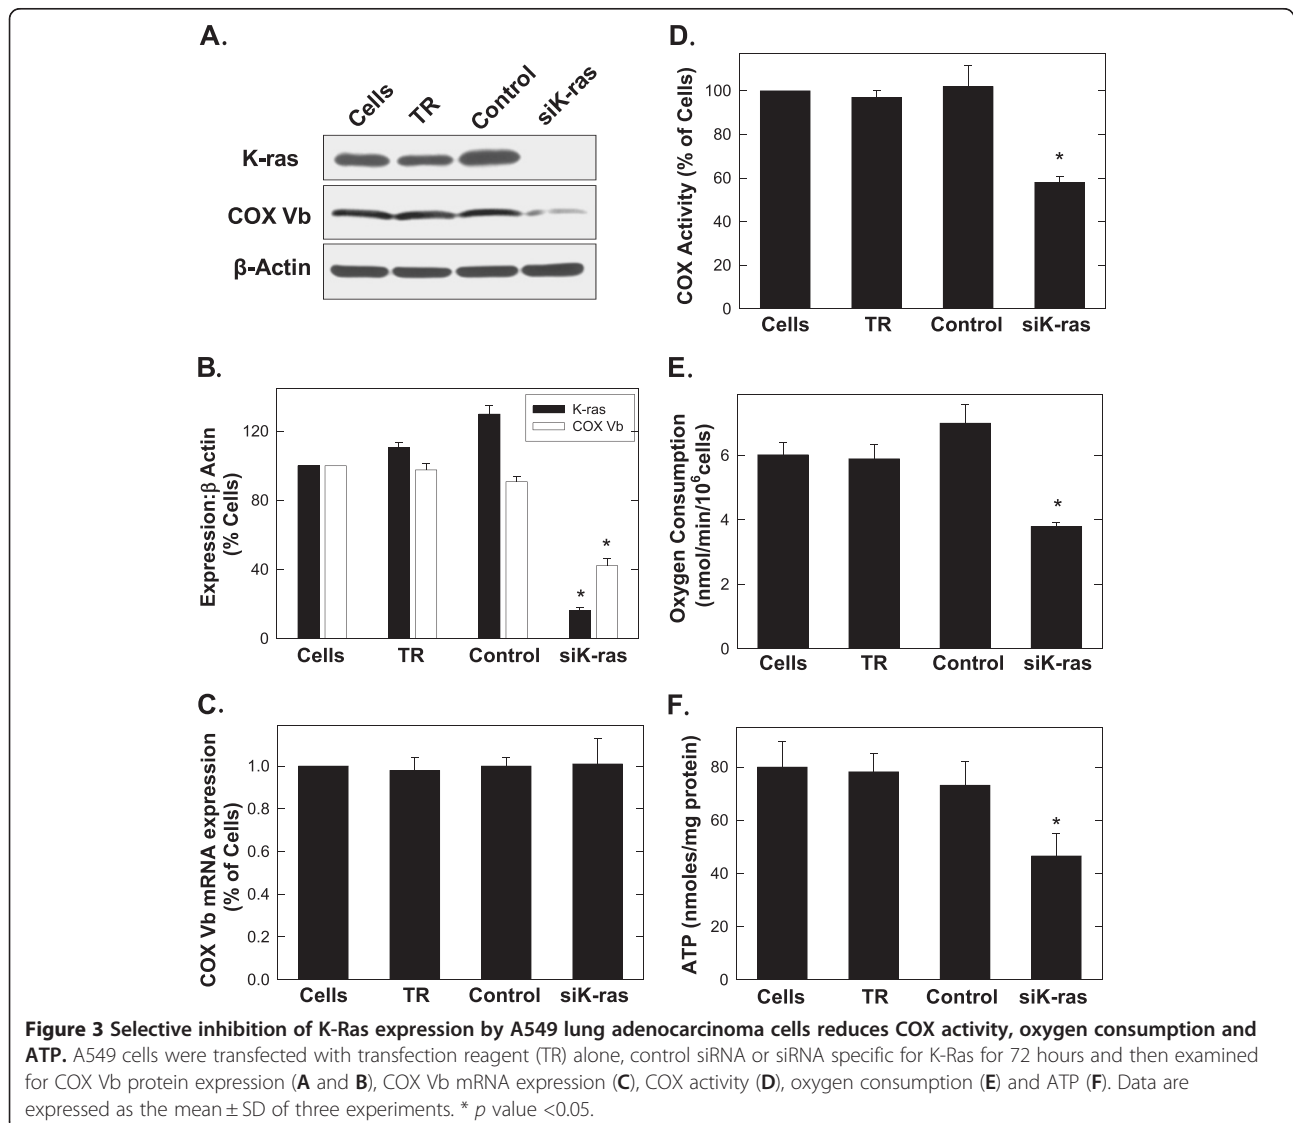 A.
Cells TR Control siK-ras
K-ras
COX Vb
β-Actin
B.
Expression:β Actin
(% Cells)
120
80
40
0
K-ras
COX Vb
*
*
Cells TR Control siK-ras
C.
COX Vb mRNA expression
(% of Cells)
1.0
0.8
0.6
0.4
0.2
0.0
Cells TR Control siK-ras
D.
COX Activity (% of Cells)
100
80
60
40
20
0
*
Cells TR Control siK-ras
E.
Oxygen Consumption
(nmol/min/10⁶cells)
6
4
2
0
*
Cells TR Control siK-ras
F.
ATP (nmoles/mg protein)
80
60
40
20
0
*
Cells TR Control siK-ras
Figure 3 Selective inhibition of K-Ras expression by A549 lung adenocarcinoma cells reduces COX activity, oxygen consumption and
ATP. A549 cells were transfected with transfection reagent (TR) alone, control siRNA or siRNA specific for K-Ras for 72 hours and then examined
for COX Vb protein expression (A and B), COX Vb mRNA expression (C), COX activity (D), oxygen consumption (E) and ATP (F). Data are
expressed as the mean ± SD of three experiments. * p value <0.05.